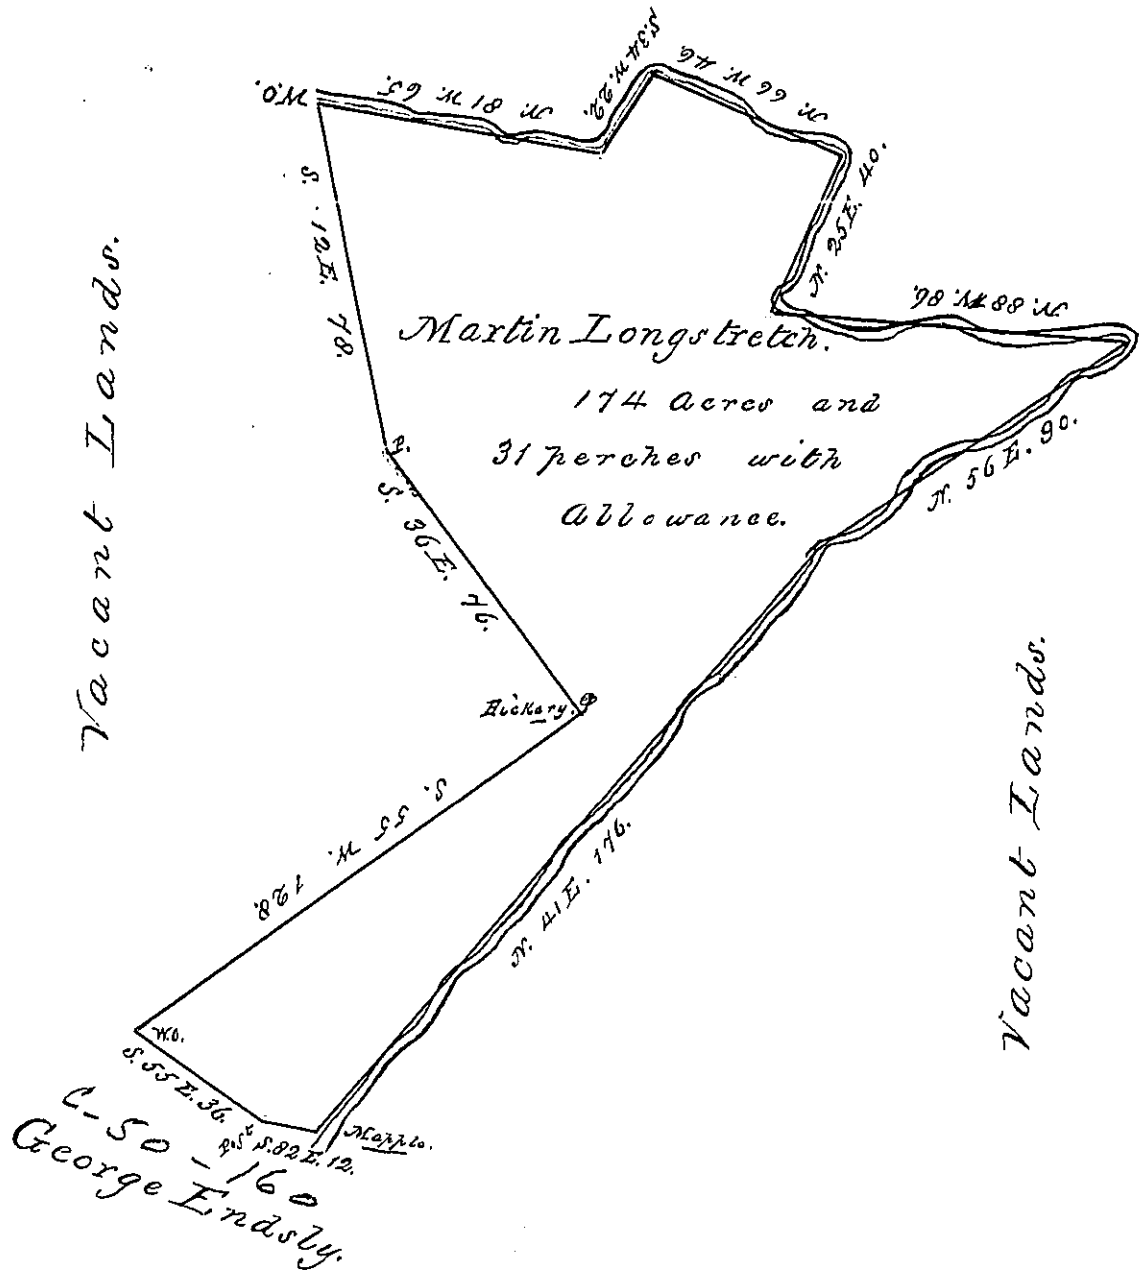 W.O.
N. 81 W. 65.
S. 34 W. 22.
N. 66 W. 46.
N. 25 E. 40.
N. 88 W. 86.
N. 56 E. 90.
N. 41 E. 176.
S. 12 E. 78.
P.
S. 36 E. 76.
Hickary.
S. 55 W. 128.
W.O.
S. 55 E. 36.
Post
S. 82 E. 12.
Mapple.
Martin Longstretch.
174 Acres and
31 perches with
Allowance.
Vacant Lands.
Vacant Lands.
C-50-160
George Endsly.